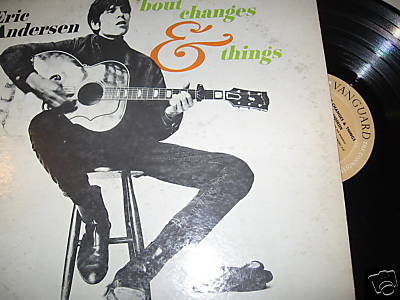 Eric
Andersen
'bout
changes
&
things
VANGUARD